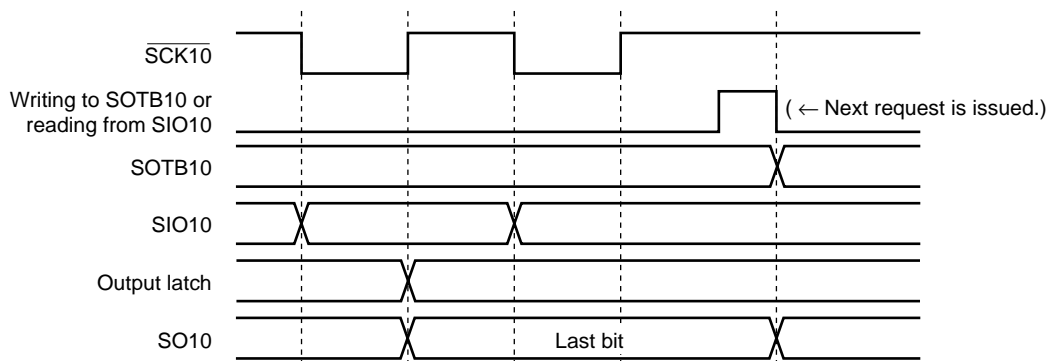 SCK10
Writing to SOTB10 or
reading from SIO10
( ← Next request is issued.)
SOTB10
SIO10
Output latch
SO10
Last bit